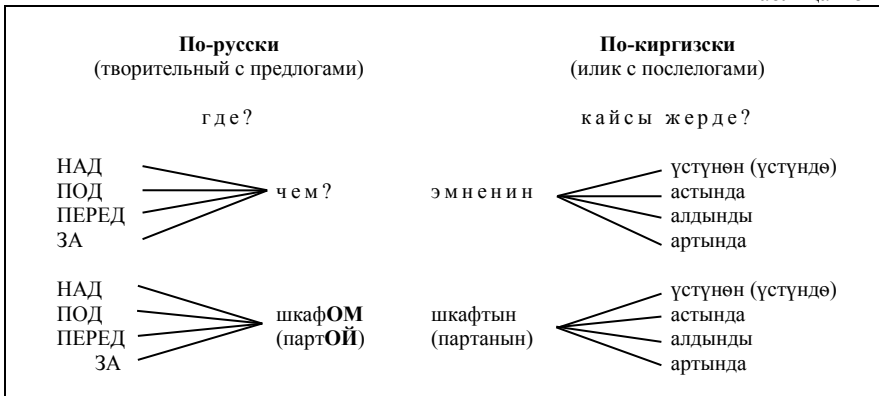 По-русски По-киргизски
(творительный с предлогами) (илик с послелогами)
где? кайсы жерде?
НАД үстүнөн (үстүндө)
ПОД чем? эмненин астында
ПЕРЕД алдынды
ЗА артында
НАД үстүнөн (үстүндө)
ПОД шкафОМ шкафтын астында
ПЕРЕД (партОЙ) (партанын) алдынды
ЗА артында